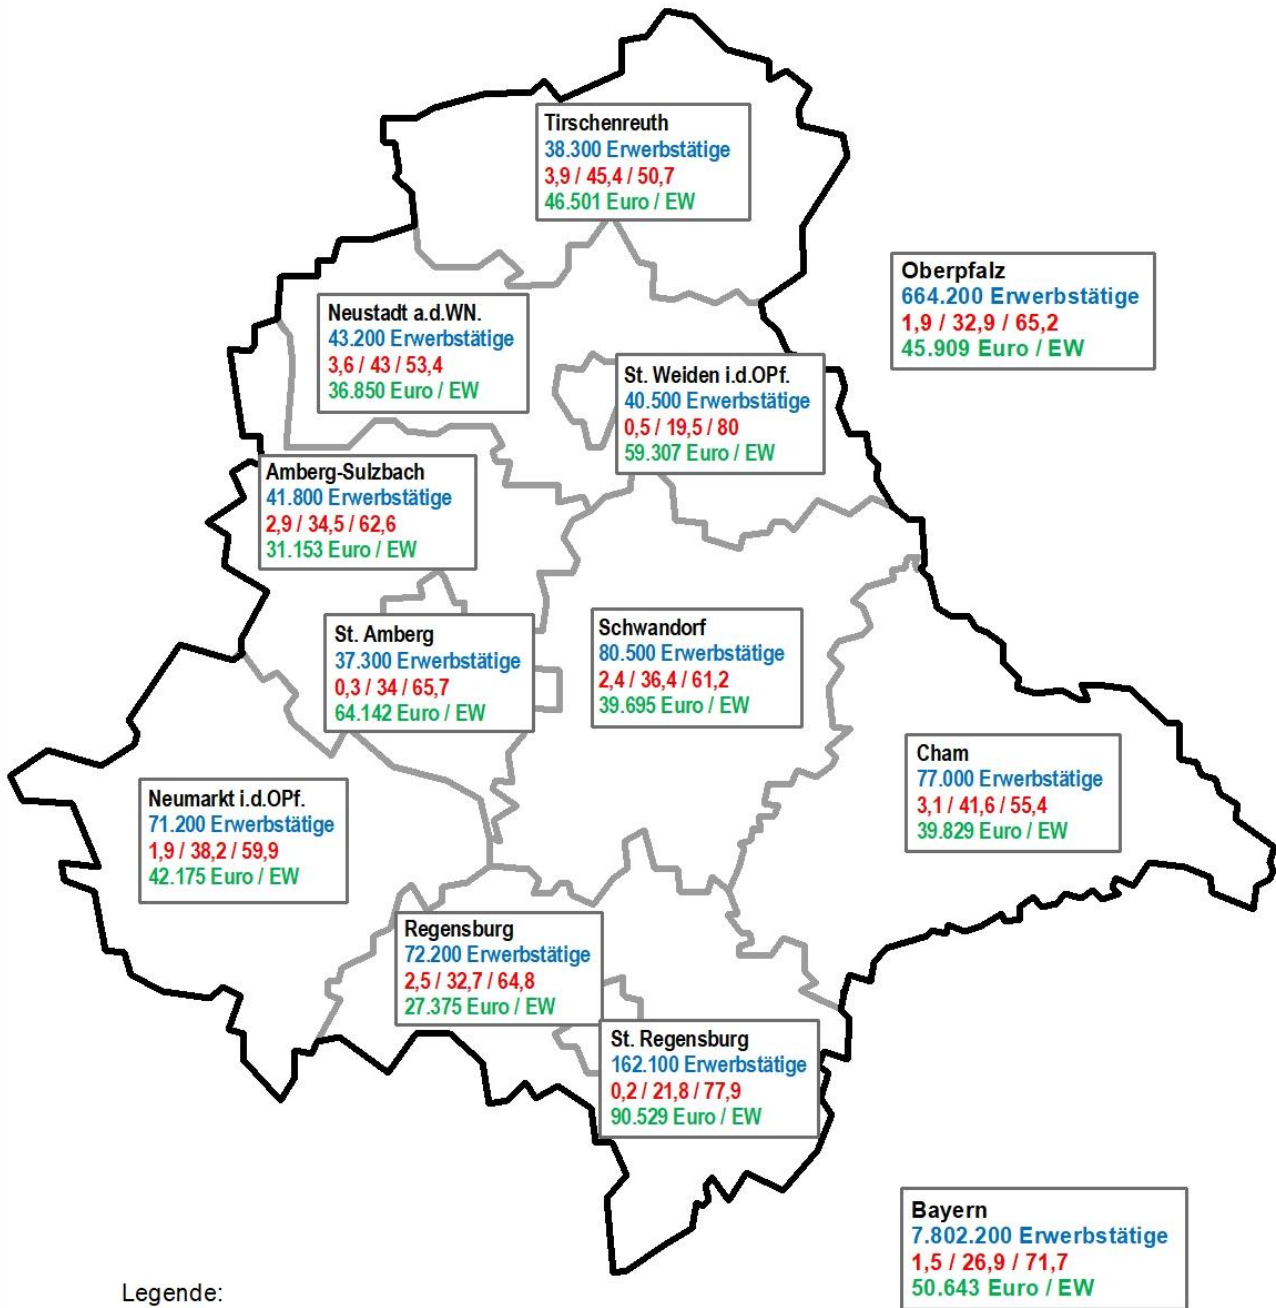 Tirschenreuth
38.300 Erwerbstätige
3,9 / 45,4 / 50,7
46.501 Euro / EW
Oberpfalz
664.200 Erwerbstätige
1,9 / 32,9 / 65,2
45.909 Euro / EW
Neustadt a.d.WN.
43.200 Erwerbstätige
3,6 / 43 / 53,4
36.850 Euro / EW
St. Weiden i.d.OPf.
40.500 Erwerbstätige
0,5 / 19,5 / 80
59.307 Euro / EW
Amberg-Sulzbach
41.800 Erwerbstätige
2,9 / 34,5 / 62,6
31.153 Euro / EW
St. Amberg
37.300 Erwerbstätige
0,3 / 34 / 65,7
64.142 Euro / EW
Schwandorf
80.500 Erwerbstätige
2,4 / 36,4 / 61,2
39.695 Euro / EW
Cham
77.000 Erwerbstätige
3,1 / 41,6 / 55,4
39.829 Euro / EW
Neumarkt i.d.OPf.
71.200 Erwerbstätige
1,9 / 38,2 / 59,9
42.175 Euro / EW
Regensburg
72.200 Erwerbstätige
2,5 / 32,7 / 64,8
27.375 Euro / EW
St. Regensburg
162.100 Erwerbstätige
0,2 / 21,8 / 77,9
90.529 Euro / EW
Bayern
7.802.200 Erwerbstätige
1,5 / 26,9 / 71,7
50.643 Euro / EW
Legende: